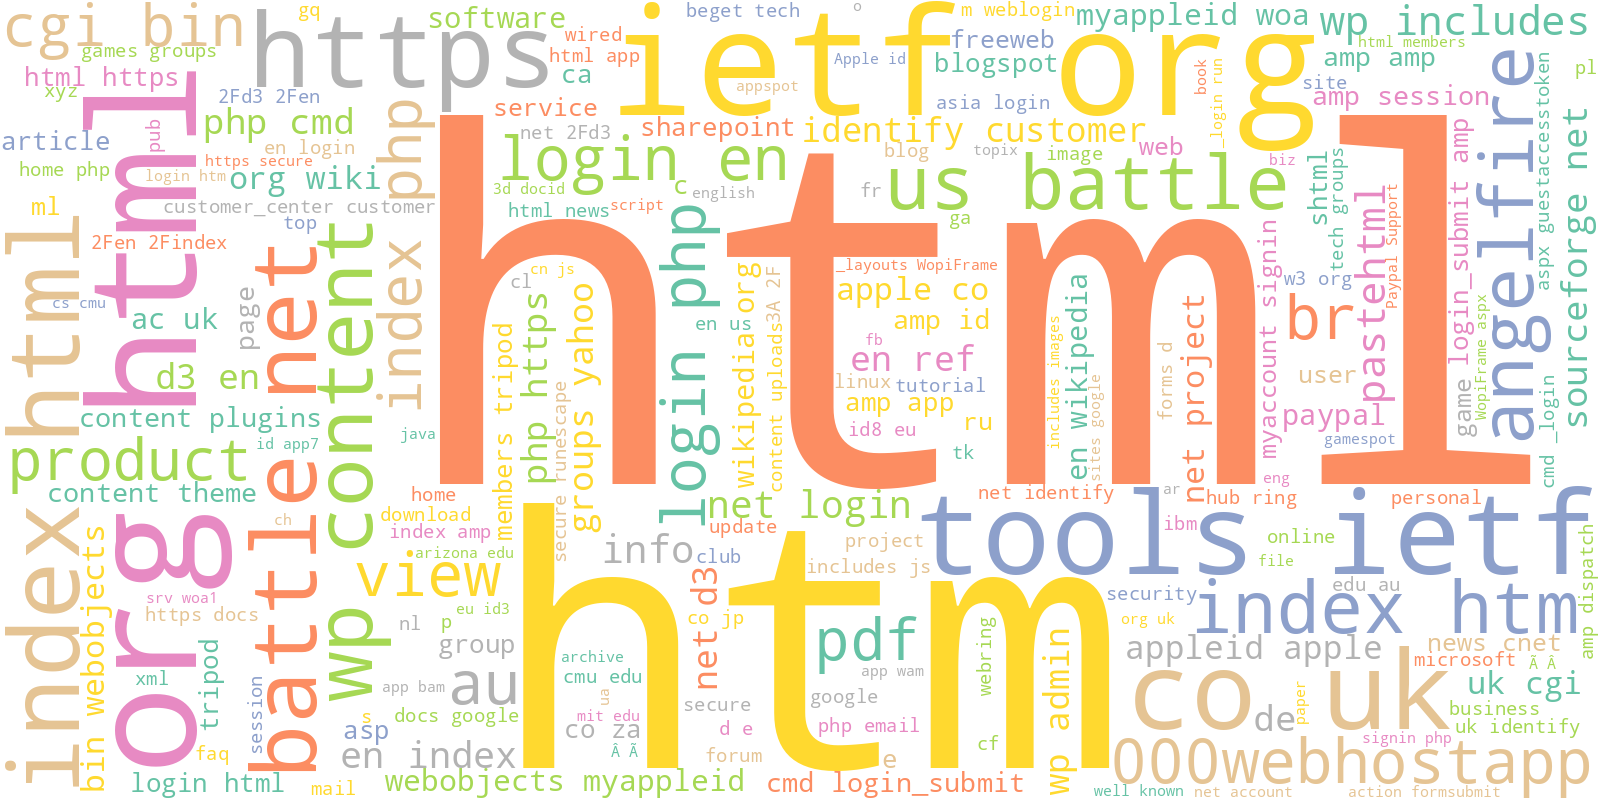 cgi bin
gq
https
software
ietf org
beget tech
o
m weblogin
myappleid woa
wp includes
games groups
wired
html app
freeweb
html members
html https
ca
Apple id
blogspot
amp amp
xyz
2Fd3 2Fen
service
appspot
asia login
book
_login run
site
amp session
pl
article
pub
php cmd
net 2Fd3
sharepoint
identify customer
en login
https secure
login en
blog
topix
image
web
biz
home php
login htm
org wiki
3d docid
c
english
fr
us battle
shtml
tech groups
ml
customer_center customer
html news
script
ga
top
2Fen 2Findex
html
index php
login php
_layouts WopiFrame
w3 org
Paypal Support
pastehtml
login_submit amp
angelfire
aspx guestaccesstoken
sourceforge net
cs cmu
cn js
cl
apple co
ac uk
page
en us
amp id
br
myaccount signin
html
index html
org
battle net
wp content
php https
groups yahoo
wikipedia org
content uploads
3A 2F
fb
en ref
includes images
en wikipedia
sites google
forms d
net project
user
game
WopiFrame aspx
cmd _login
d3 en
linux
tutorial
members tripod
secure runescape
amp app
content plugins
java
id8 eu
ru
paypal
id app7
gamespot
product
tk
eng
content theme
home
net login
net identify
ar
hub ring
personal
ch
download
index amp
update
tools ietf
ibm
online
arizona edu
info
club
project
file
bin webobjects
view
includes js
edu au
srv woa1
https docs
eu id3
security
index htm
amp dispatch
htm
nl
p
net d3
co jp
pdf
org uk
group
cf
webring
wp admin
appleid apple
news cnet
archive
microsoft
Ã Â
xml
tripod
cmu edu
app wam
app bam
au
ua
google
co uk
uk cgi
session
s
docs google
secure
paper
business
mit edu
de
asp
co za
d e
php email
uk identify
faq
en index
Â Ã
forum
e
signin php
000webhostapp
login html
mail
webobjects myappleid
cmd login_submit
well known
net account
action formsubmit